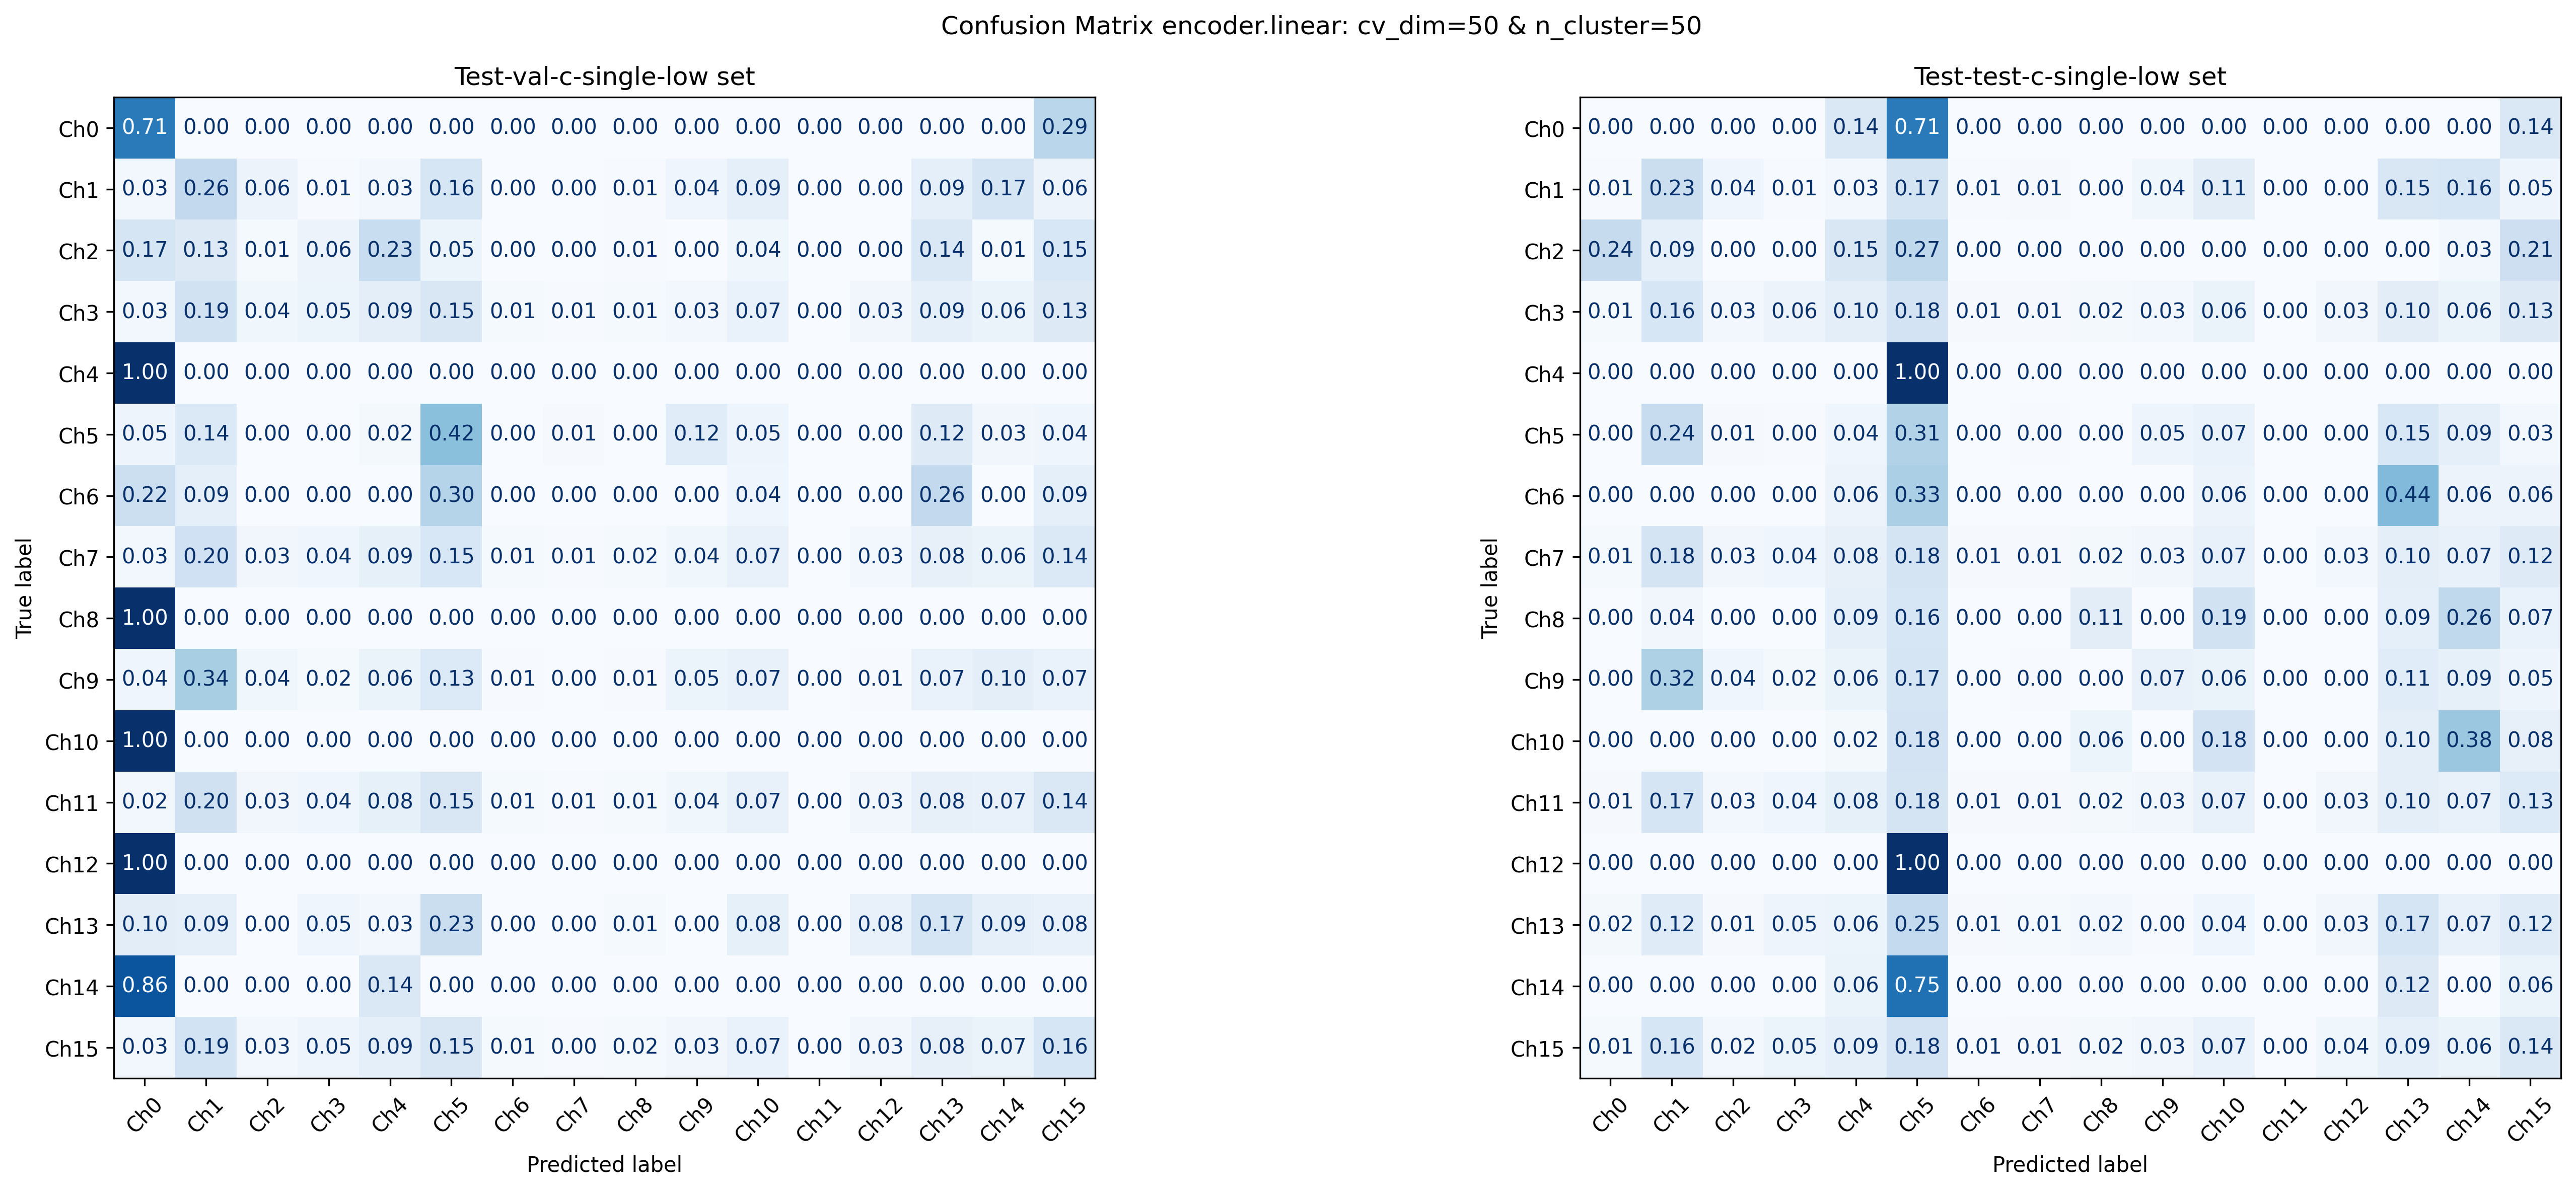 Confusion Matrix encoder.linear: cv_dim=50 & n_cluster=50
Test-val-c-single-low set
True label
Ch0 0.71 0.00 0.00 0.00 0.00 0.00 0.00 0.00 0.00 0.00 0.00 0.00 0.00 0.00 0.00 0.29
Ch1 0.03 0.26 0.06 0.01 0.03 0.16 0.00 0.00 0.01 0.04 0.09 0.00 0.00 0.09 0.17 0.06
Ch2 0.17 0.13 0.01 0.06 0.23 0.05 0.00 0.00 0.01 0.00 0.04 0.00 0.00 0.14 0.01 0.15
Ch3 0.03 0.19 0.04 0.05 0.09 0.15 0.01 0.01 0.01 0.03 0.07 0.00 0.03 0.09 0.06 0.13
Ch4 1.00 0.00 0.00 0.00 0.00 0.00 0.00 0.00 0.00 0.00 0.00 0.00 0.00 0.00 0.00 0.00
Ch5 0.05 0.14 0.00 0.00 0.02 0.42 0.00 0.01 0.00 0.12 0.05 0.00 0.00 0.12 0.03 0.04
Ch6 0.22 0.09 0.00 0.00 0.00 0.30 0.00 0.00 0.00 0.00 0.04 0.00 0.00 0.26 0.00 0.09
Ch7 0.03 0.20 0.03 0.04 0.09 0.15 0.01 0.01 0.02 0.04 0.07 0.00 0.03 0.08 0.06 0.14
Ch8 1.00 0.00 0.00 0.00 0.00 0.00 0.00 0.00 0.00 0.00 0.00 0.00 0.00 0.00 0.00 0.00
Ch9 0.04 0.34 0.04 0.02 0.06 0.13 0.01 0.00 0.01 0.05 0.07 0.00 0.01 0.07 0.10 0.07
Ch10 1.00 0.00 0.00 0.00 0.00 0.00 0.00 0.00 0.00 0.00 0.00 0.00 0.00 0.00 0.00 0.00
Ch11 0.02 0.20 0.03 0.04 0.08 0.15 0.01 0.01 0.01 0.04 0.07 0.00 0.03 0.08 0.07 0.14
Ch12 1.00 0.00 0.00 0.00 0.00 0.00 0.00 0.00 0.00 0.00 0.00 0.00 0.00 0.00 0.00 0.00
Ch13 0.10 0.09 0.00 0.05 0.03 0.23 0.00 0.00 0.01 0.00 0.08 0.00 0.08 0.17 0.09 0.08
Ch14 0.86 0.00 0.00 0.00 0.14 0.00 0.00 0.00 0.00 0.00 0.00 0.00 0.00 0.00 0.00 0.00
Ch15 0.03 0.19 0.03 0.05 0.09 0.15 0.01 0.00 0.02 0.03 0.07 0.00 0.03 0.08 0.07 0.16
Ch0 Ch1 Ch2 Ch3 Ch4 Ch5 Ch6 Ch7 Ch8 Ch9 Ch10 Ch11 Ch12 Ch13 Ch14 Ch15
Predicted label
Test-test-c-single-low set
True label
Ch0 0.00 0.00 0.00 0.00 0.14 0.71 0.00 0.00 0.00 0.00 0.00 0.00 0.00 0.00 0.00 0.14
Ch1 0.01 0.23 0.04 0.01 0.03 0.17 0.01 0.01 0.00 0.04 0.11 0.00 0.00 0.15 0.16 0.05
Ch2 0.24 0.09 0.00 0.00 0.15 0.27 0.00 0.00 0.00 0.00 0.00 0.00 0.00 0.00 0.03 0.21
Ch3 0.01 0.16 0.03 0.06 0.10 0.18 0.01 0.01 0.02 0.03 0.06 0.00 0.03 0.10 0.06 0.13
Ch4 0.00 0.00 0.00 0.00 0.00 1.00 0.00 0.00 0.00 0.00 0.00 0.00 0.00 0.00 0.00 0.00
Ch5 0.00 0.24 0.01 0.00 0.04 0.31 0.00 0.00 0.00 0.05 0.07 0.00 0.00 0.15 0.09 0.03
Ch6 0.00 0.00 0.00 0.00 0.06 0.33 0.00 0.00 0.00 0.00 0.06 0.00 0.00 0.44 0.06 0.06
Ch7 0.01 0.18 0.03 0.04 0.08 0.18 0.01 0.01 0.02 0.03 0.07 0.00 0.03 0.10 0.07 0.12
Ch8 0.00 0.04 0.00 0.00 0.09 0.16 0.00 0.00 0.11 0.00 0.19 0.00 0.00 0.09 0.26 0.07
Ch9 0.00 0.32 0.04 0.02 0.06 0.17 0.00 0.00 0.00 0.07 0.06 0.00 0.00 0.11 0.09 0.05
Ch10 0.00 0.00 0.00 0.00 0.02 0.18 0.00 0.00 0.06 0.00 0.18 0.00 0.00 0.10 0.38 0.08
Ch11 0.01 0.17 0.03 0.04 0.08 0.18 0.01 0.01 0.02 0.03 0.07 0.00 0.03 0.10 0.07 0.13
Ch12 0.00 0.00 0.00 0.00 0.00 1.00 0.00 0.00 0.00 0.00 0.00 0.00 0.00 0.00 0.00 0.00
Ch13 0.02 0.12 0.01 0.05 0.06 0.25 0.01 0.01 0.02 0.00 0.04 0.00 0.03 0.17 0.07 0.12
Ch14 0.00 0.00 0.00 0.00 0.06 0.75 0.00 0.00 0.00 0.00 0.00 0.00 0.00 0.12 0.00 0.06
Ch15 0.01 0.16 0.02 0.05 0.09 0.18 0.01 0.01 0.02 0.03 0.07 0.00 0.04 0.09 0.06 0.14
Ch0 Ch1 Ch2 Ch3 Ch4 Ch5 Ch6 Ch7 Ch8 Ch9 Ch10 Ch11 Ch12 Ch13 Ch14 Ch15
Predicted label